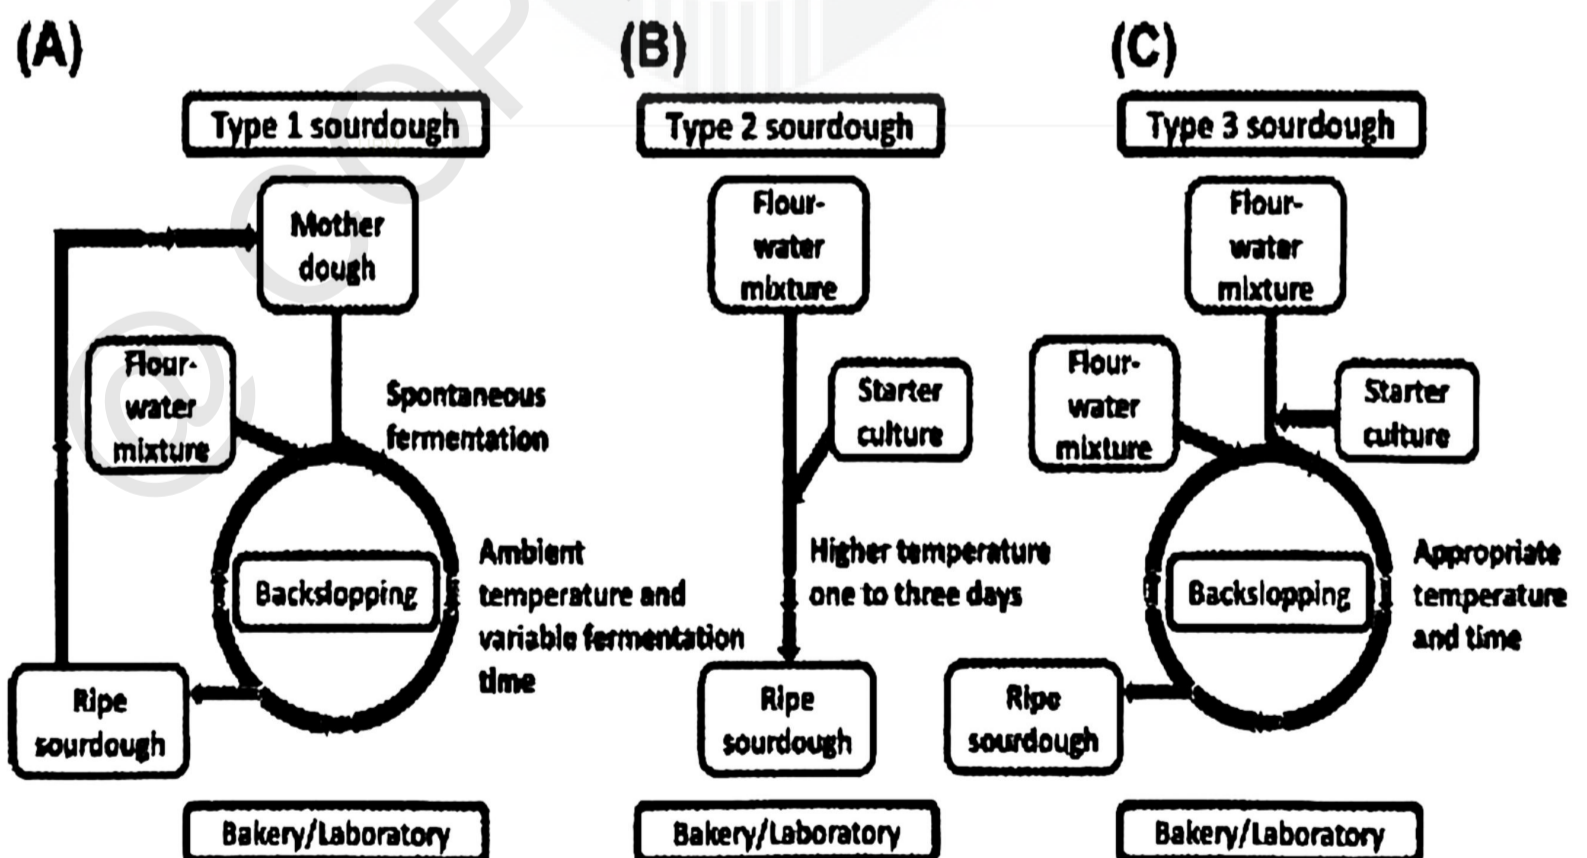 (A)
Type 1 sourdough
Mother
dough
Flour-
water
mixture
Spontaneous
fermentation
Backslopping
Ambient
temperature and
variable fermentation
time
Ripe
sourdough
Bakery/Laboratory
(B)
Type 2 sourdough
Flour-
water
mixture
Starter
culture
Higher temperature
one to three days
Ripe
sourdough
Bakery/Laboratory
(C)
Type 3 sourdough
Flour-
water
mixture
Flour-
water
mixture
Starter
culture
Backslopping
Appropriate
temperature
and time
Ripe
sourdough
Bakery/Laboratory
@ COP